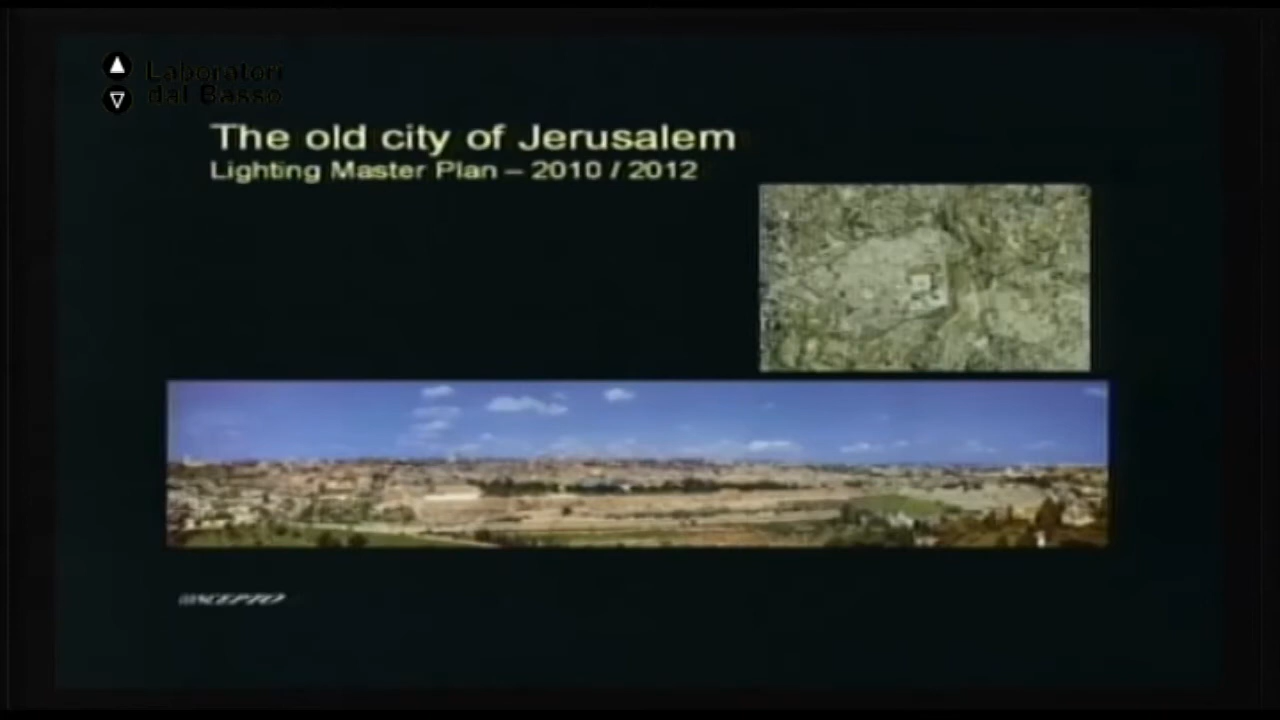 Laboratori
dal Basso
The old city of Jerusalem
Lighting Master Plan – 2010 / 2012